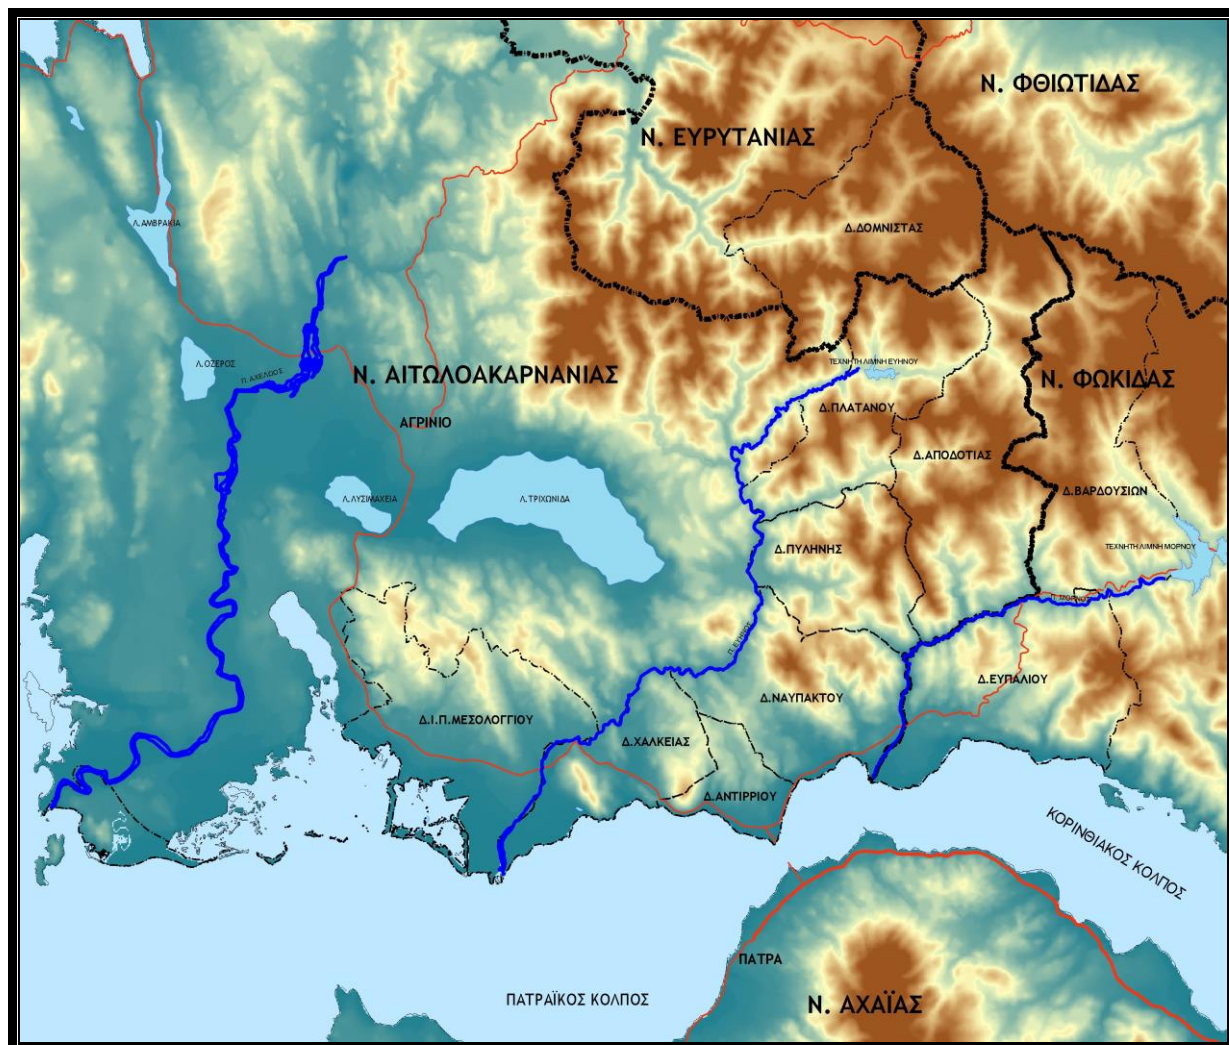 Ν. ΦΘΙΩΤΙΔΑΣ
Ν. ΕΥΡΥΤΑΝΙΑΣ
Λ. ΑΜΒΡΑΚΙΑ
Δ.ΔΟΜΝΙΣΤΑΣ
Λ. ΟΖΕΡΟΣ
Π. ΑΧΕΛΩΟΣ
Ν. ΑΙΤΩΛΟΑΚΑΡΝΑΝΙΑΣ
ΤΕΧΝΗΤΗ ΛΙΜΝΗ ΕΥΗΝΟΥ
Ν. ΦΩΚΙΔΑΣ
Δ.ΠΛΑΤΑΝΟΥ
ΑΓΡΙΝΙΟ
Δ.ΑΠΟΔΟΤΙΑΣ
Λ. ΛΥΣΙΜΑΧΕΙΑ
Λ. ΤΡΙΧΩΝΙΔΑ
Δ.ΒΑΡΔΟΥΣΙΩΝ
Δ.ΠΥΛΗΝΗΣ
ΤΕΧΝΗΤΗ ΛΙΜΝΗ ΜΟΡΝΟΥ
Π. ΜΟΡΝΟΣ
Π. ΕΥΗΝΟΣ
Δ.ΕΥΠΑΛΙΟΥ
Δ.ΝΑΥΠΑΚΤΟΥ
Δ.Ι.Π.ΜΕΣΟΛΟΓΓΙΟΥ
Δ.ΧΑΛΚΕΙΑΣ
Δ.ΑΝΤΙΡΡΙΟΥ
ΚΟΡΙΝΘΙΑΚΟΣ ΚΟΛΠΟΣ
ΠΑΤΡΑ
ΠΑΤΡΑΪΚΟΣ ΚΟΛΠΟΣ
Ν. ΑΧΑΪΑΣ